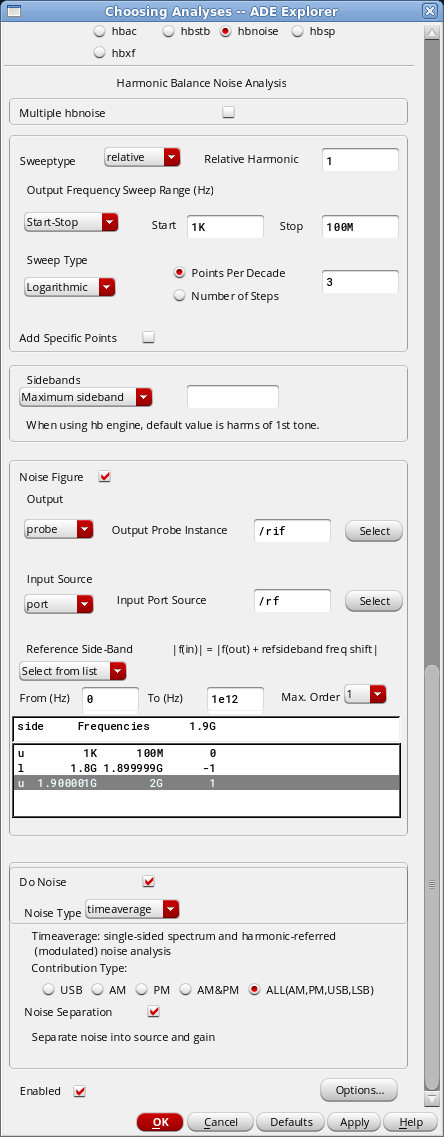 Choosing Analyses -- ADE Explorer
hbac hbstb hbnoise hbsp
hbxf
Harmonic Balance Noise Analysis
Multiple hbnoise
Sweeptype relative Relative Harmonic 1
Output Frequency Sweep Range (Hz)
Start-Stop Start 1K Stop 100M
Sweep Type
Logarithmic Points Per Decade 3
Number of Steps
Add Specific Points
Sidebands
Maximum sideband
When using hb engine, default value is harms of 1st tone.
Noise Figure
Output
probe Output Probe Instance /rif Select
Input Source
port Input Port Source /rf Select
Reference Side-Band |f(in)| = |f(out) + refsideband freq shift|
Select from list
From (Hz) 0 To (Hz) 1e12 Max. Order 1
side Frequencies 1.9G
u 1K 100M 0
l 1.8G 1.899999G -1
u 1.900001G 2G 1
Do Noise
Noise Type timeaverage
Timeaverage: single-sided spectrum and harmonic-referred
(modulated) noise analysis
Contribution Type:
USB AM PM AM&PM ALL(AM,PM,USB,LSB)
Noise Separation
Separate noise into source and gain
Enabled Options...
OK Cancel Defaults Apply Help